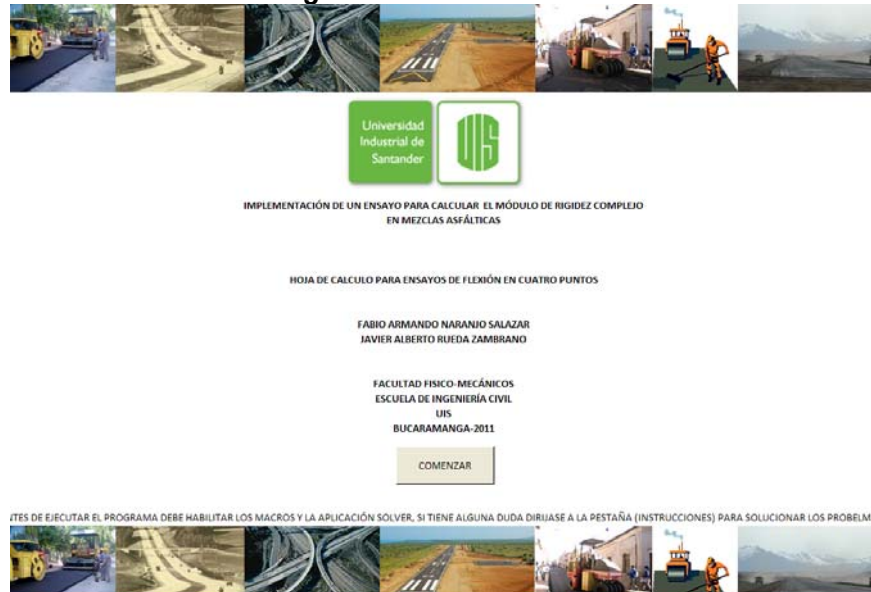 Universidad
Industrial de
Santander
UIS
IMPLEMENTACIÓN DE UN ENSAYO PARA CALCULAR EL MÓDULO DE RIGIDEZ COMPLEJO
EN MEZCLAS ASFÁLTICAS
HOJA DE CALCULO PARA ENSAYOS DE FLEXIÓN EN CUATRO PUNTOS
FABIO ARMANDO NARANJO SALAZAR
JAVIER ALBERTO RUEDA ZAMBRANO
FACULTAD FISICO-MECÁNICOS
ESCUELA DE INGENIERÍA CIVIL
UIS
BUCARAMANGA-2011
COMENZAR
NTES DE EJECUTAR EL PROGRAMA DEBE HABILITAR LOS MACROS Y LA APLICACIÓN SOLVER, SI TIENE ALGUNA DUDA DIRIJASE A LA PESTAÑA (INSTRUCCIONES) PARA SOLUCIONAR LOS PROBELM